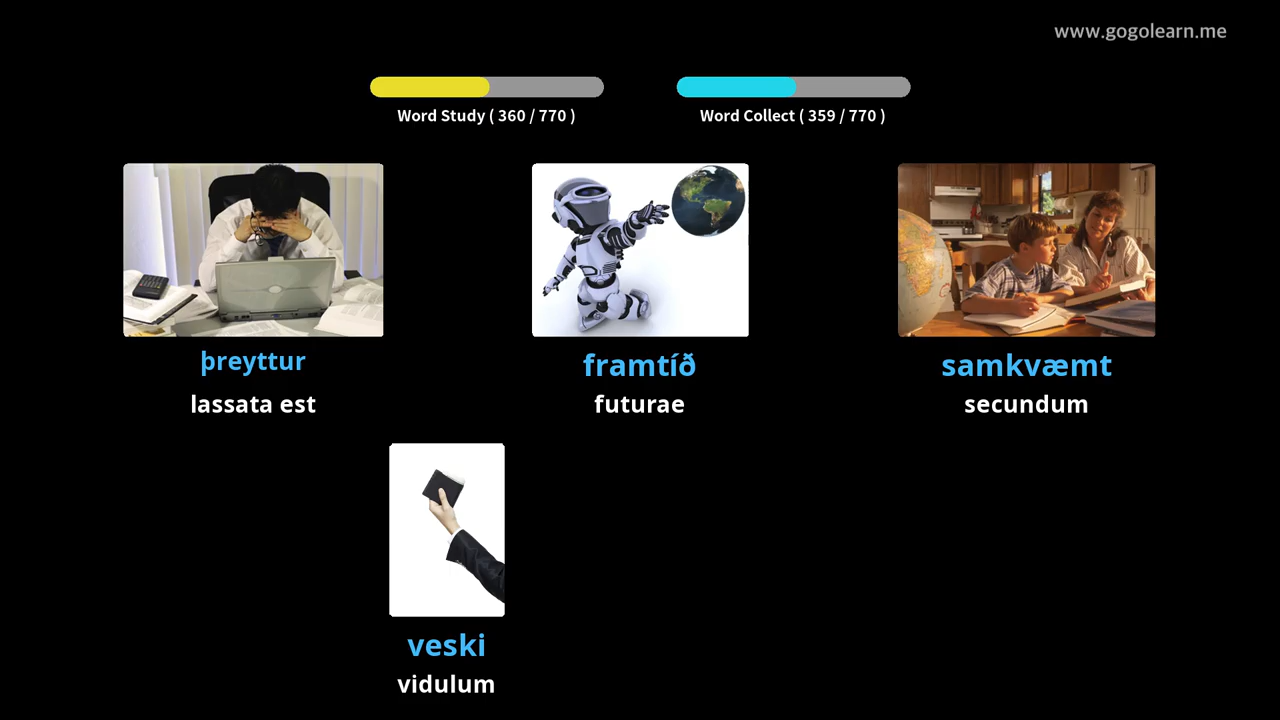 www.gogolearn.me
Word Study ( 360 / 770 )
Word Collect ( 359 / 770 )
þreyttur
framtíð
samkvæmt
lassata est
futurae
secundum
veski
vidulum